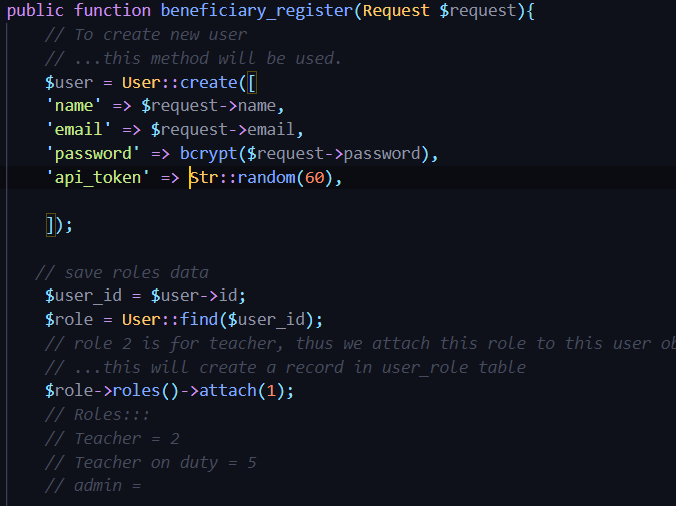 public function beneficiary_register(Request $request){
// To create new user
// ...this method will be used.
$user = User::create([
'name' => $request->name,
'email' => $request->email,
'password' => bcrypt($request->password),
'api_token' => Str::random(60),
]);
// save roles data
$user_id = $user->id;
$role = User::find($user_id);
// role 2 is for teacher, thus we attach this role to this user ob
// ...this will create a record in user_role table
$role->roles()->attach(1);
// Roles:::
// Teacher = 2
// Teacher on duty = 5
// admin =